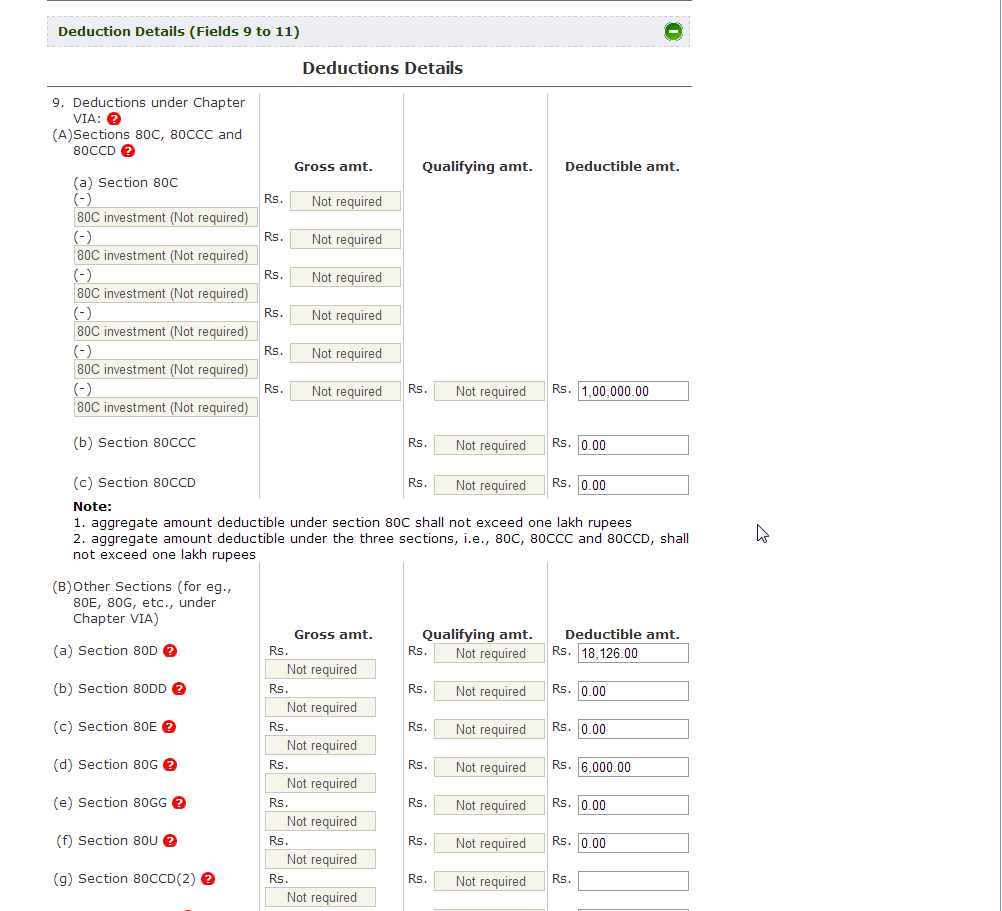 Deduction Details (Fields 9 to 11)
Deductions Details
9. Deductions under Chapter
VIA: ?
(A)Sections 80C, 80CCC and
80CCD ?
Gross amt. Qualifying amt. Deductible amt.
(a) Section 80C
(-) Rs. Not required
80C investment (Not required)
(-) Rs. Not required
80C investment (Not required)
(-) Rs. Not required
80C investment (Not required)
(-) Rs. Not required
80C investment (Not required)
(-) Rs. Not required
80C investment (Not required)
(-) Rs. Not required Rs. Not required Rs. 1,00,000.00
80C investment (Not required)
(b) Section 80CCC Rs. Not required Rs. 0.00
(c) Section 80CCD Rs. Not required Rs. 0.00
Note:
1. aggregate amount deductible under section 80C shall not exceed one lakh rupees
2. aggregate amount deductible under the three sections, i.e., 80C, 80CCC and 80CCD, shall
not exceed one lakh rupees
(B)Other Sections (for eg.,
80E, 80G, etc., under
Chapter VIA)
Gross amt. Qualifying amt. Deductible amt.
(a) Section 80D ? Rs. Rs. Not required Rs. 18,126.00
Not required
(b) Section 80DD ? Rs. Rs. Not required Rs. 0.00
Not required
(c) Section 80E ? Rs. Rs. Not required Rs. 0.00
Not required
(d) Section 80G ? Rs. Rs. Not required Rs. 6,000.00
Not required
(e) Section 80GG ? Rs. Rs. Not required Rs. 0.00
Not required
(f) Section 80U ? Rs. Rs. Not required Rs. 0.00
Not required
(g) Section 80CCD(2) ? Rs. Rs. Not required Rs.
Not required